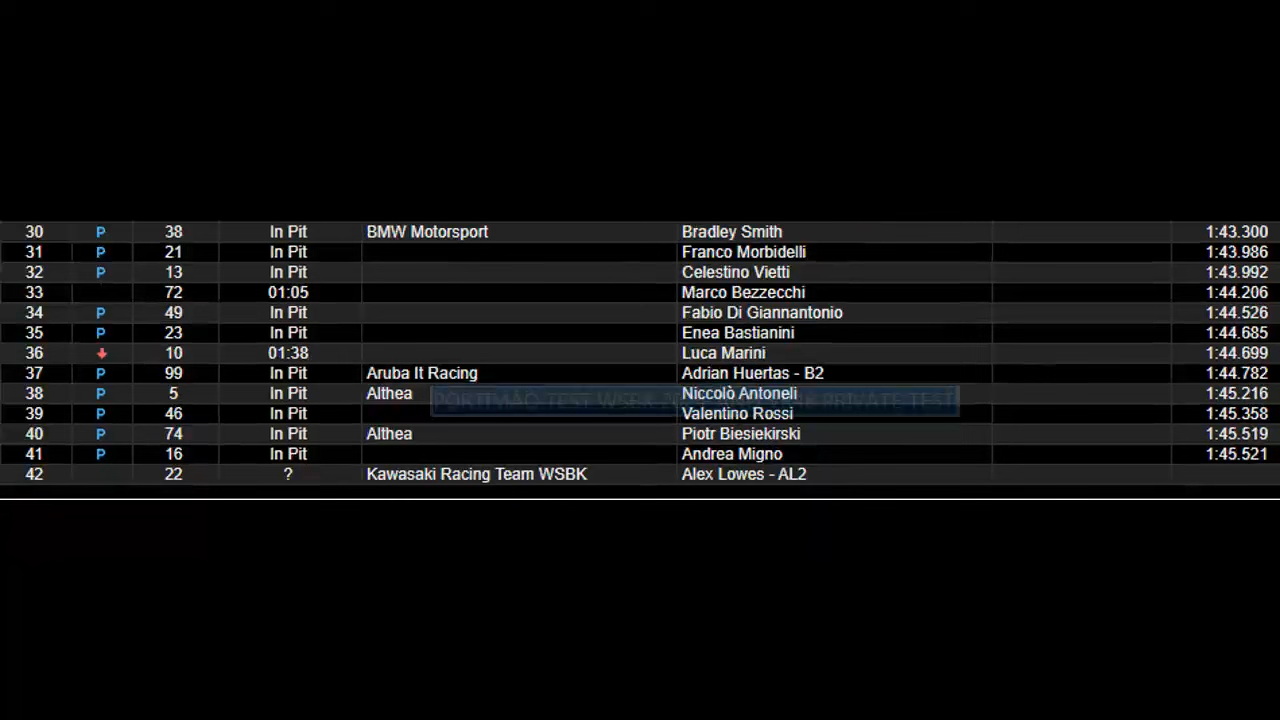 30 P 38 In Pit BMW Motorsport Bradley Smith 1:43.300
31 P 21 In Pit Franco Morbidelli 1:43.986
32 P 13 In Pit Celestino Vietti 1:43.992
33 72 01:05 Marco Bezzecchi 1:44.206
34 P 49 In Pit Fabio Di Giannantonio 1:44.526
35 P 23 In Pit Enea Bastianini 1:44.685
36 10 01:38 Luca Marini 1:44.699
37 P 99 In Pit Aruba It Racing Adrian Huertas - B2 1:44.782
38 P 5 In Pit Althea Niccolò Antoneli 1:45.216
PORTIMÃO TEST WSBK PRIVATE TEST
39 P 46 In Pit Valentino Rossi 1:45.358
40 P 74 In Pit Althea Piotr Biesiekirski 1:45.519
41 P 16 In Pit Andrea Migno 1:45.521
42 22 ? Kawasaki Racing Team WSBK Alex Lowes - AL2